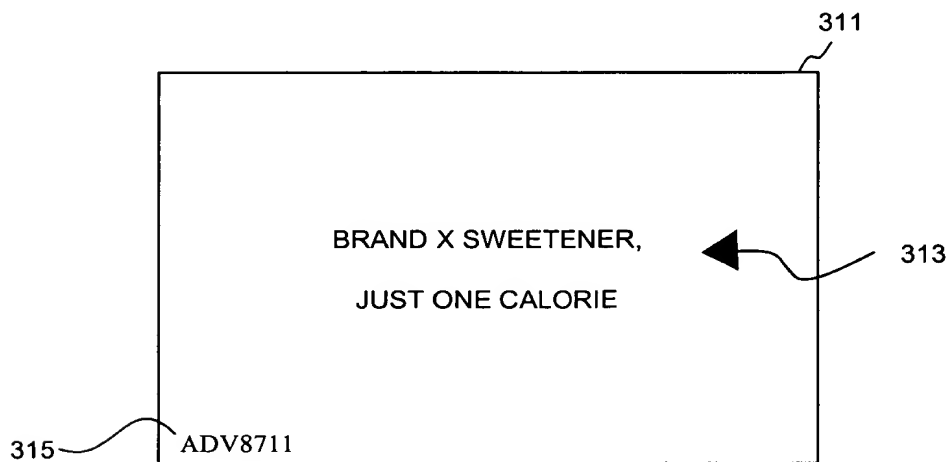 311
BRAND X SWEETENER,
313
JUST ONE CALORIE
315
ADV8711